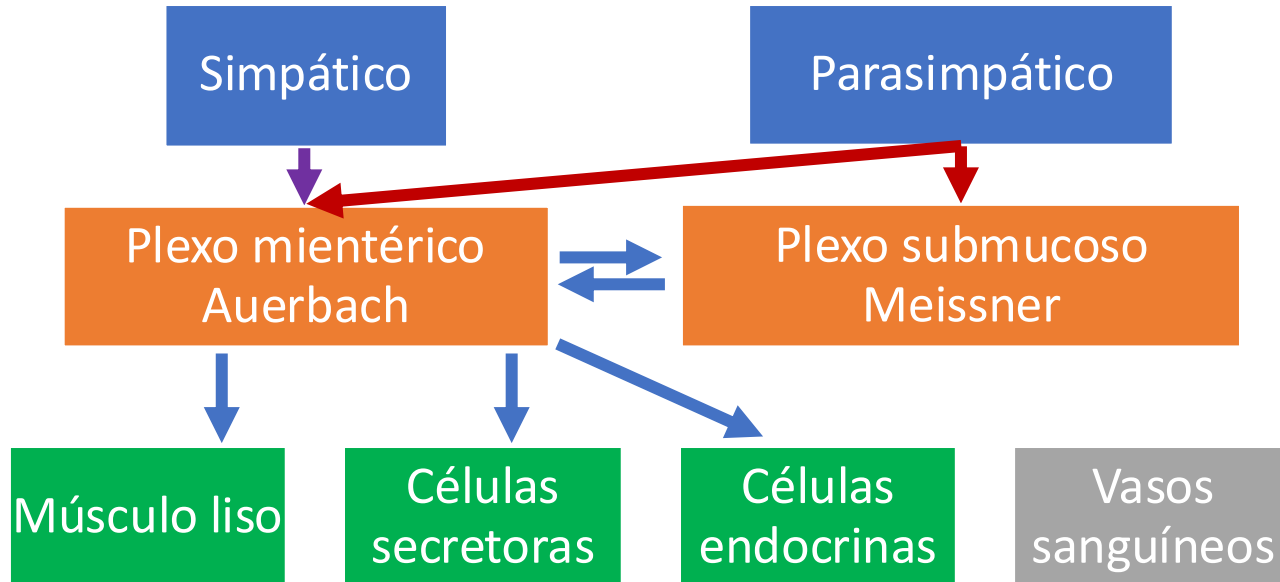 Simpático
Parasimpático
Plexo mientérico
Auerbach
Plexo submucoso
Meissner
Músculo liso
Células
secretoras
Células
endocrinas
Vasos
sanguíneos